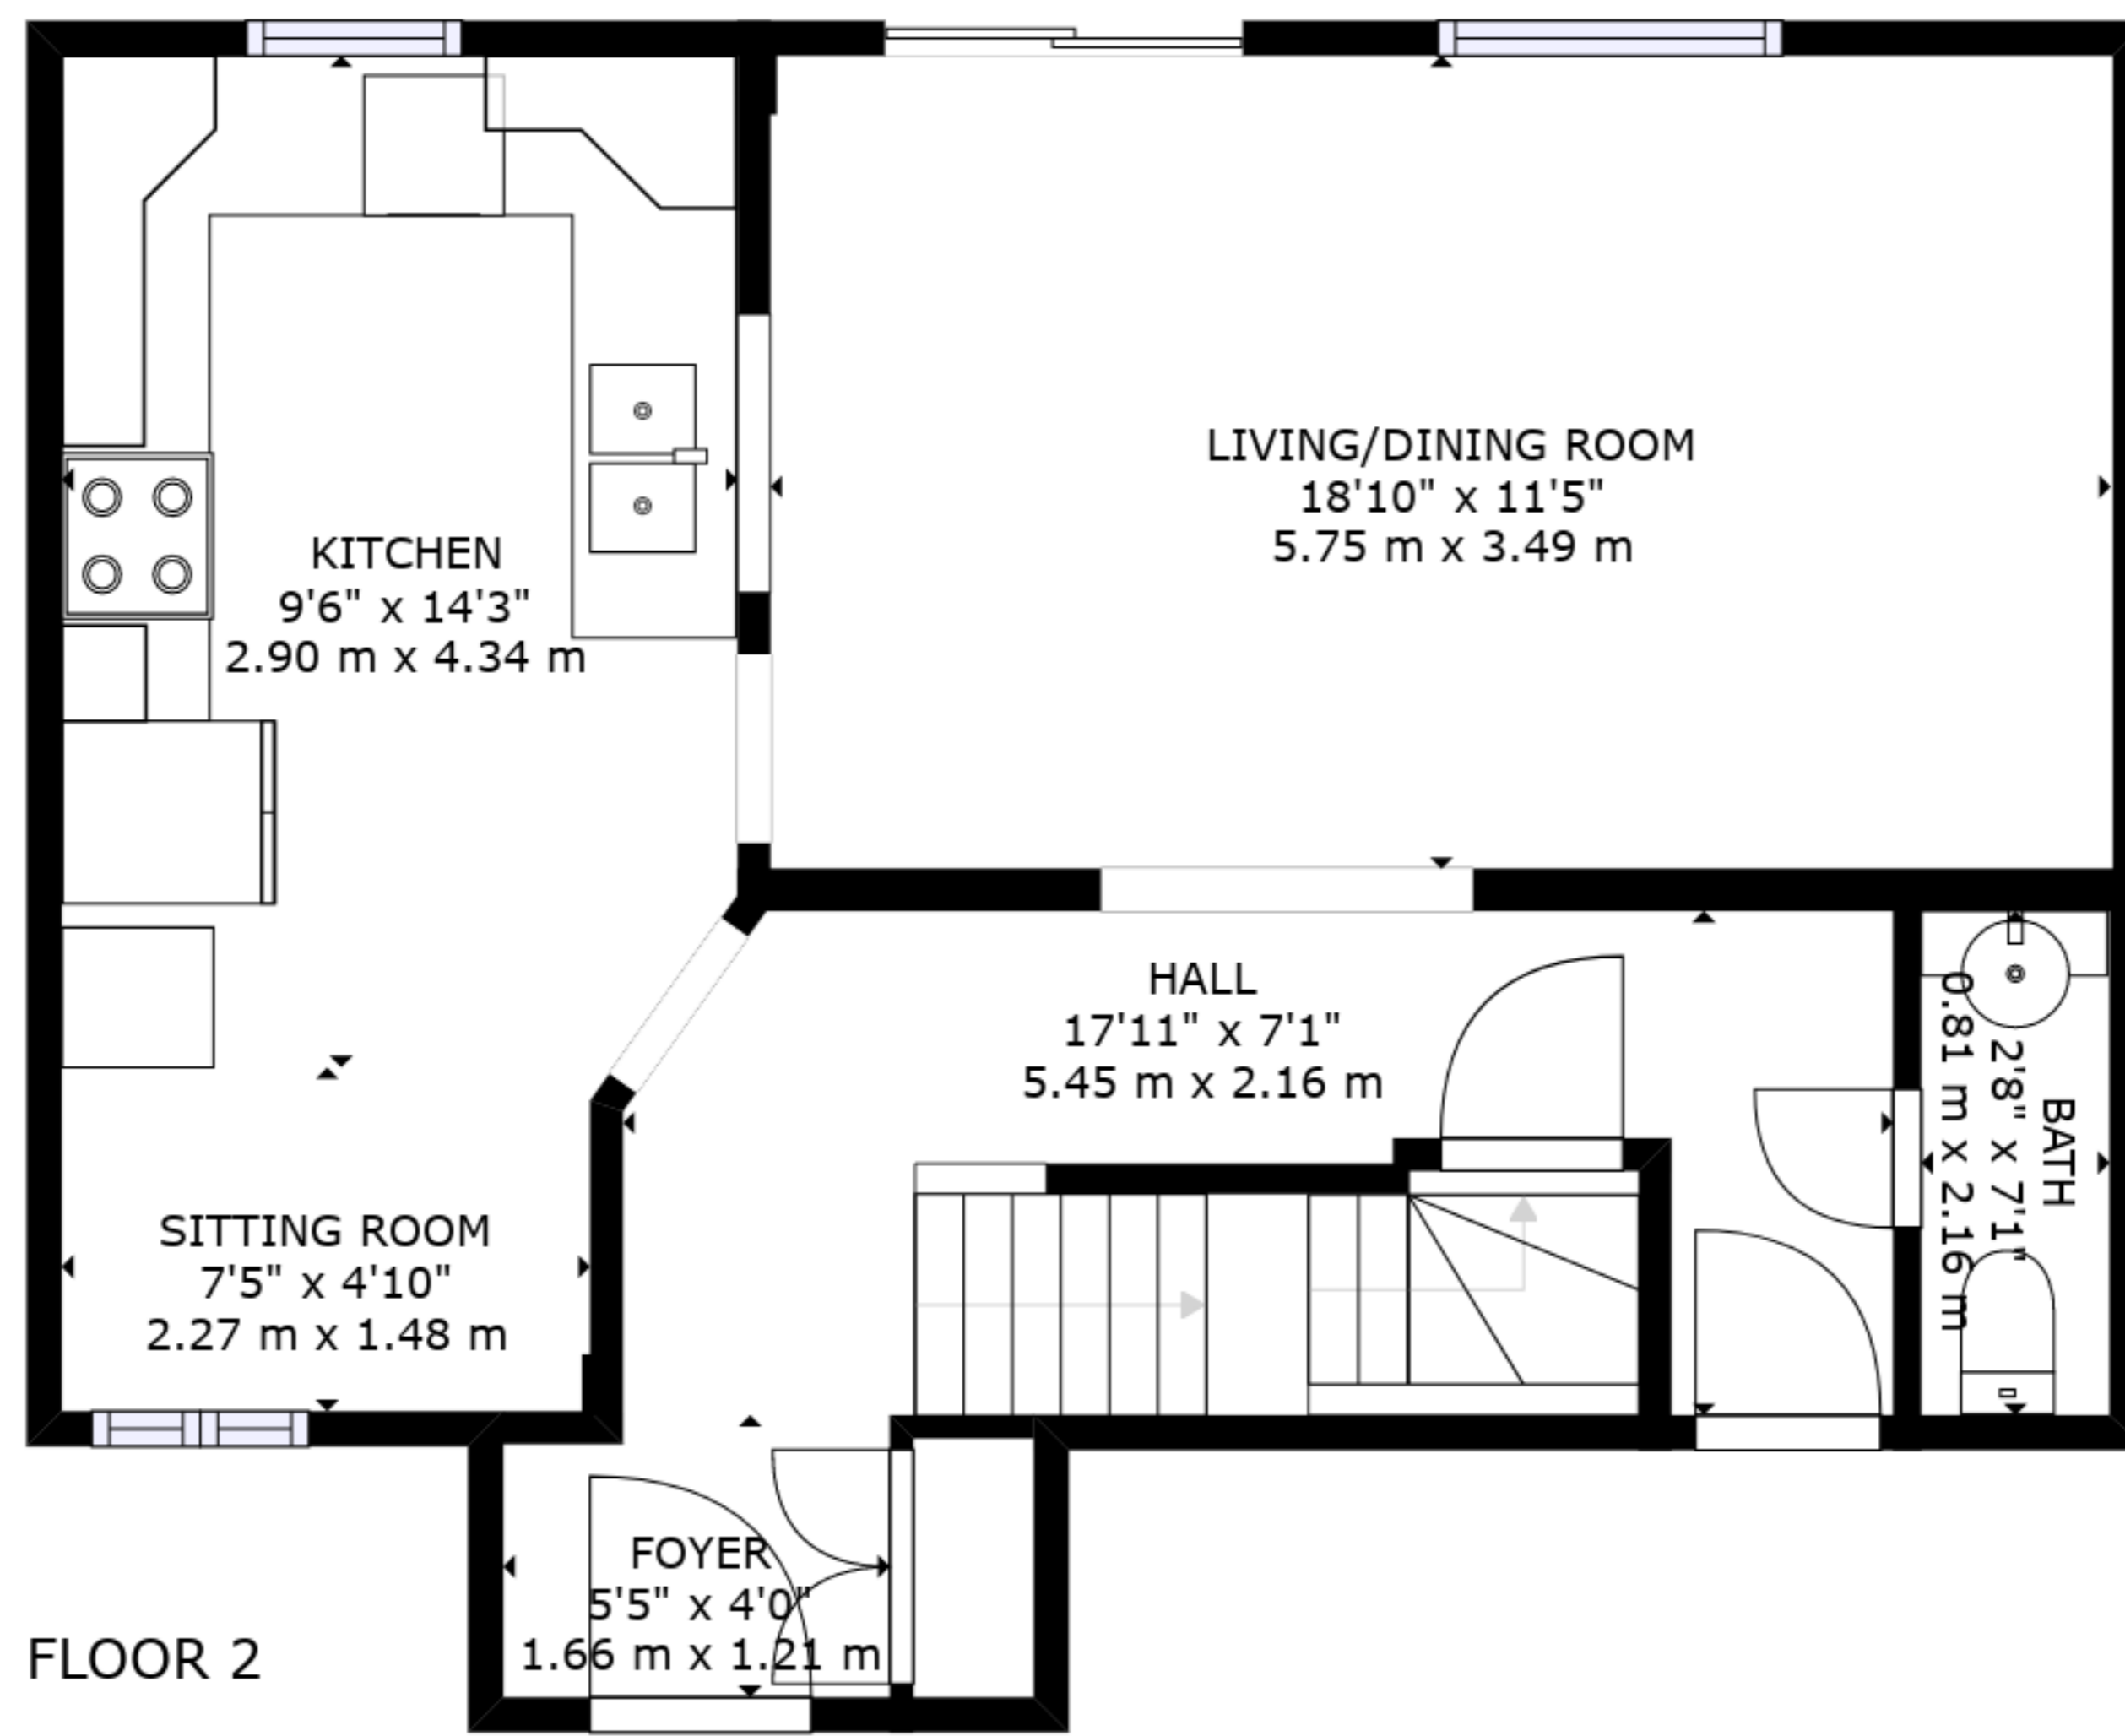 KITCHEN
9'6" x 14'3"
2.90 m x 4.34 m
LIVING/DINING ROOM
18'10" x 11'5"
5.75 m x 3.49 m
HALL
17'11" x 7'1"
5.45 m x 2.16 m
BATH
2'8" x 7'1"
0.81 m x 2.16 m
SITTING ROOM
7'5" x 4'10"
2.27 m x 1.48 m
FOYER
5'5" x 4'0"
1.66 m x 1.21 m
FLOOR 2